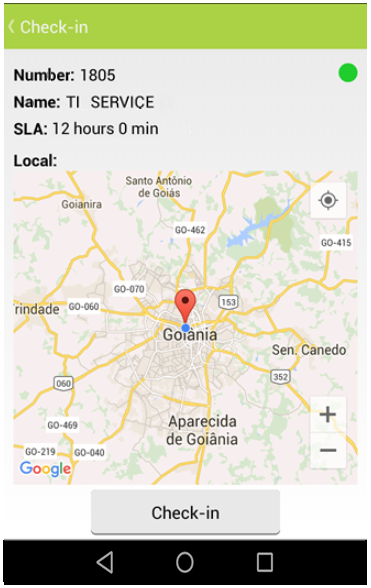 Check-in
Number: 1805
Name: TI SERVIÇE
SLA: 12 hours 0 min
Local:
Santo Antônio
de Goiás
Goianira
GO-462
GO-415
GO-070
153
rindade
GO-060
Goiânia
Sen. Canedo
060
352
GO-469
Aparecida
de Goiânia
+
−
GO-219
GO-040
Google
Check-in